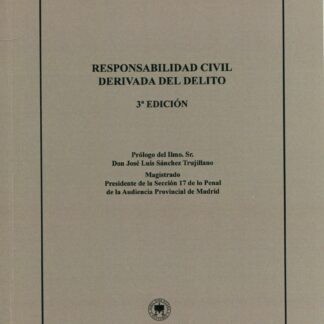 RESPONSABILIDAD CIVIL
DERIVADA DEL DELITO
3ª EDICIÓN
Prólogo del Ilmo. Sr.
Don José Luís Sánchez Trujillano
Magistrado
Presidente de la Sección 17 de lo Penal
de la Audiencia Provincial de Madrid